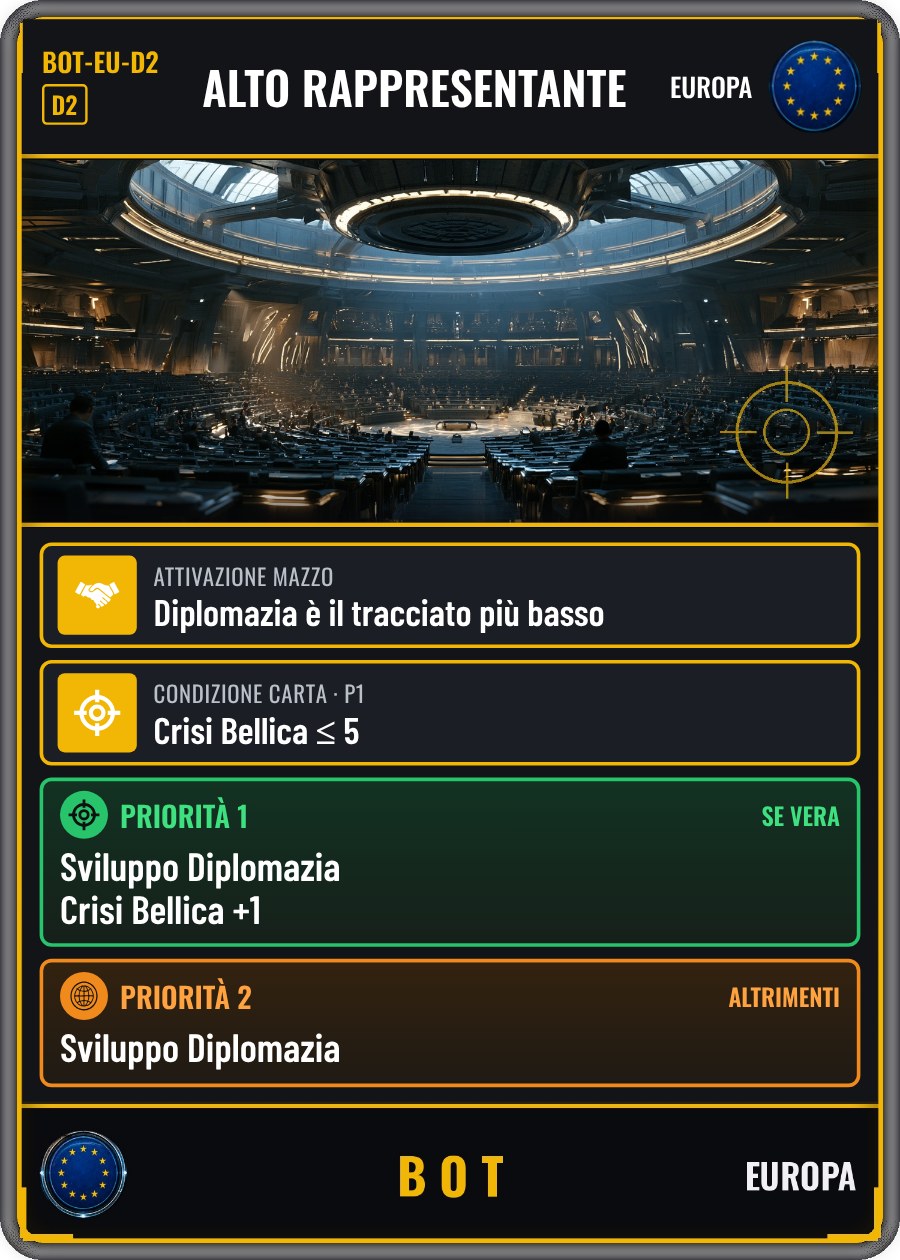 BOT-EU-D2
D2
ALTO RAPPRESENTANTE
EUROPA
ATTIVAZIONE MAZZO
Diplomazia è il tracciato più basso
CONDIZIONE CARTA · P1
Crisi Bellica ≤ 5
PRIORITÀ 1
SE VERA
Sviluppo Diplomazia
Crisi Bellica +1
PRIORITÀ 2
ALTRIMENTI
Sviluppo Diplomazia
BOT
EUROPA